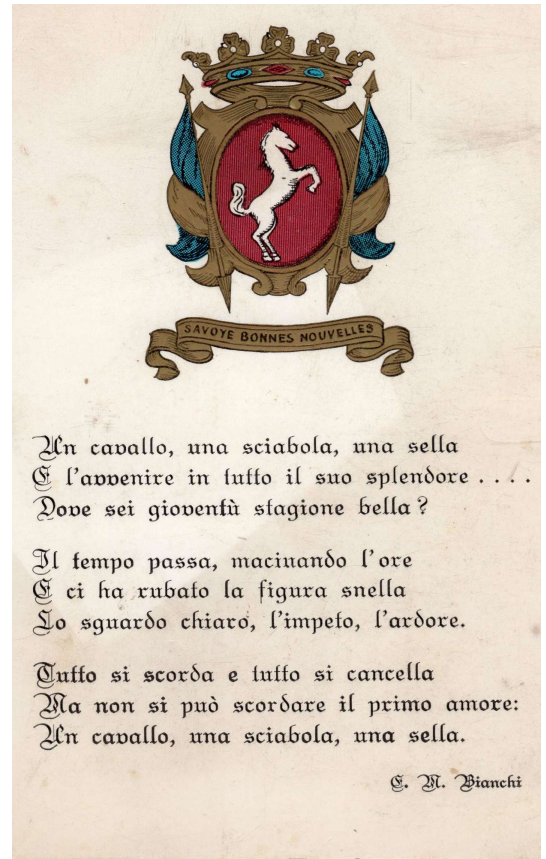 SAVOYE BONNES NOUVELLES
Un cavallo, una sciabola, una sella
E l'avvenire in tutto il suo splendore . . . .
Dove sei gioventù stagione bella ?
Il tempo passa, macinando l'ore
E ci ha rubato la figura snella
Lo sguardo chiaro, l'impeto, l'ardore.
Tutto si scorda e tutto si cancella
Ma non si può scordare il primo amore:
Un cavallo, una sciabola, una sella.
E. M. Bianchi